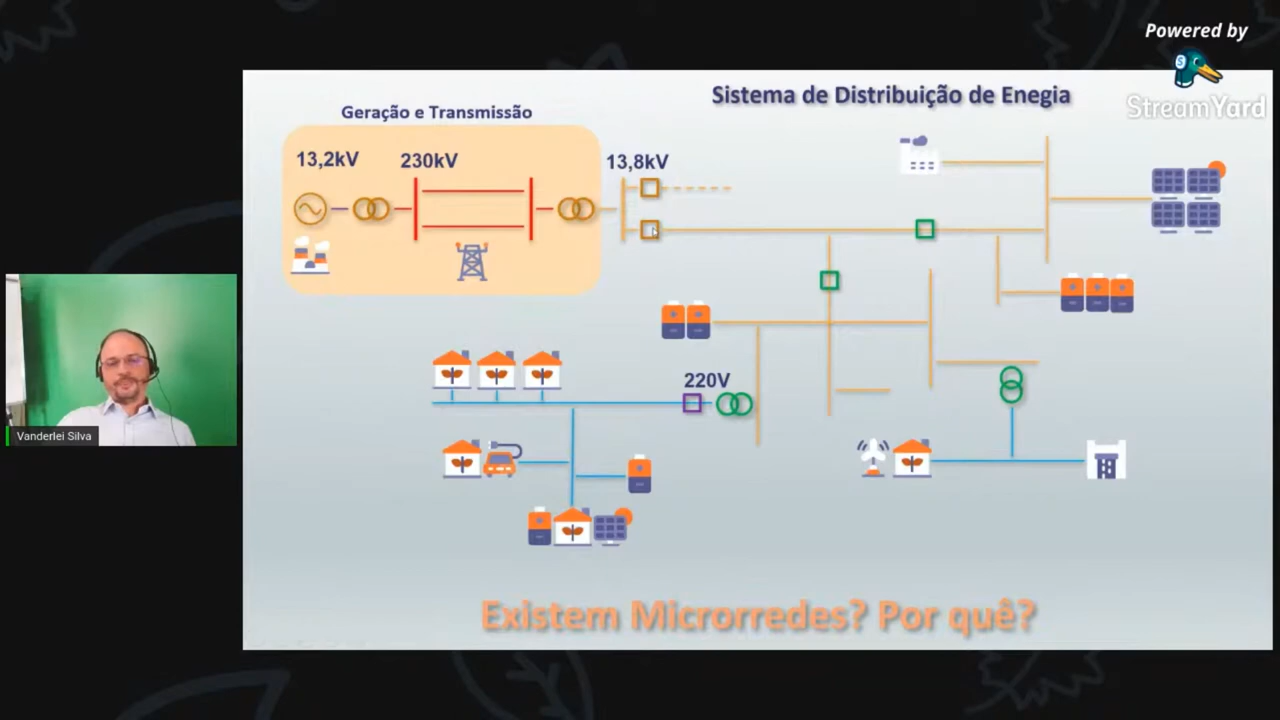 Powered by
StreamYard
Sistema de Distribuição de Enegia
Geração e Transmissão
13,2kV
230kV
13,8kV
220V
Vanderlei Silva
Existem Microrredes? Por quê?